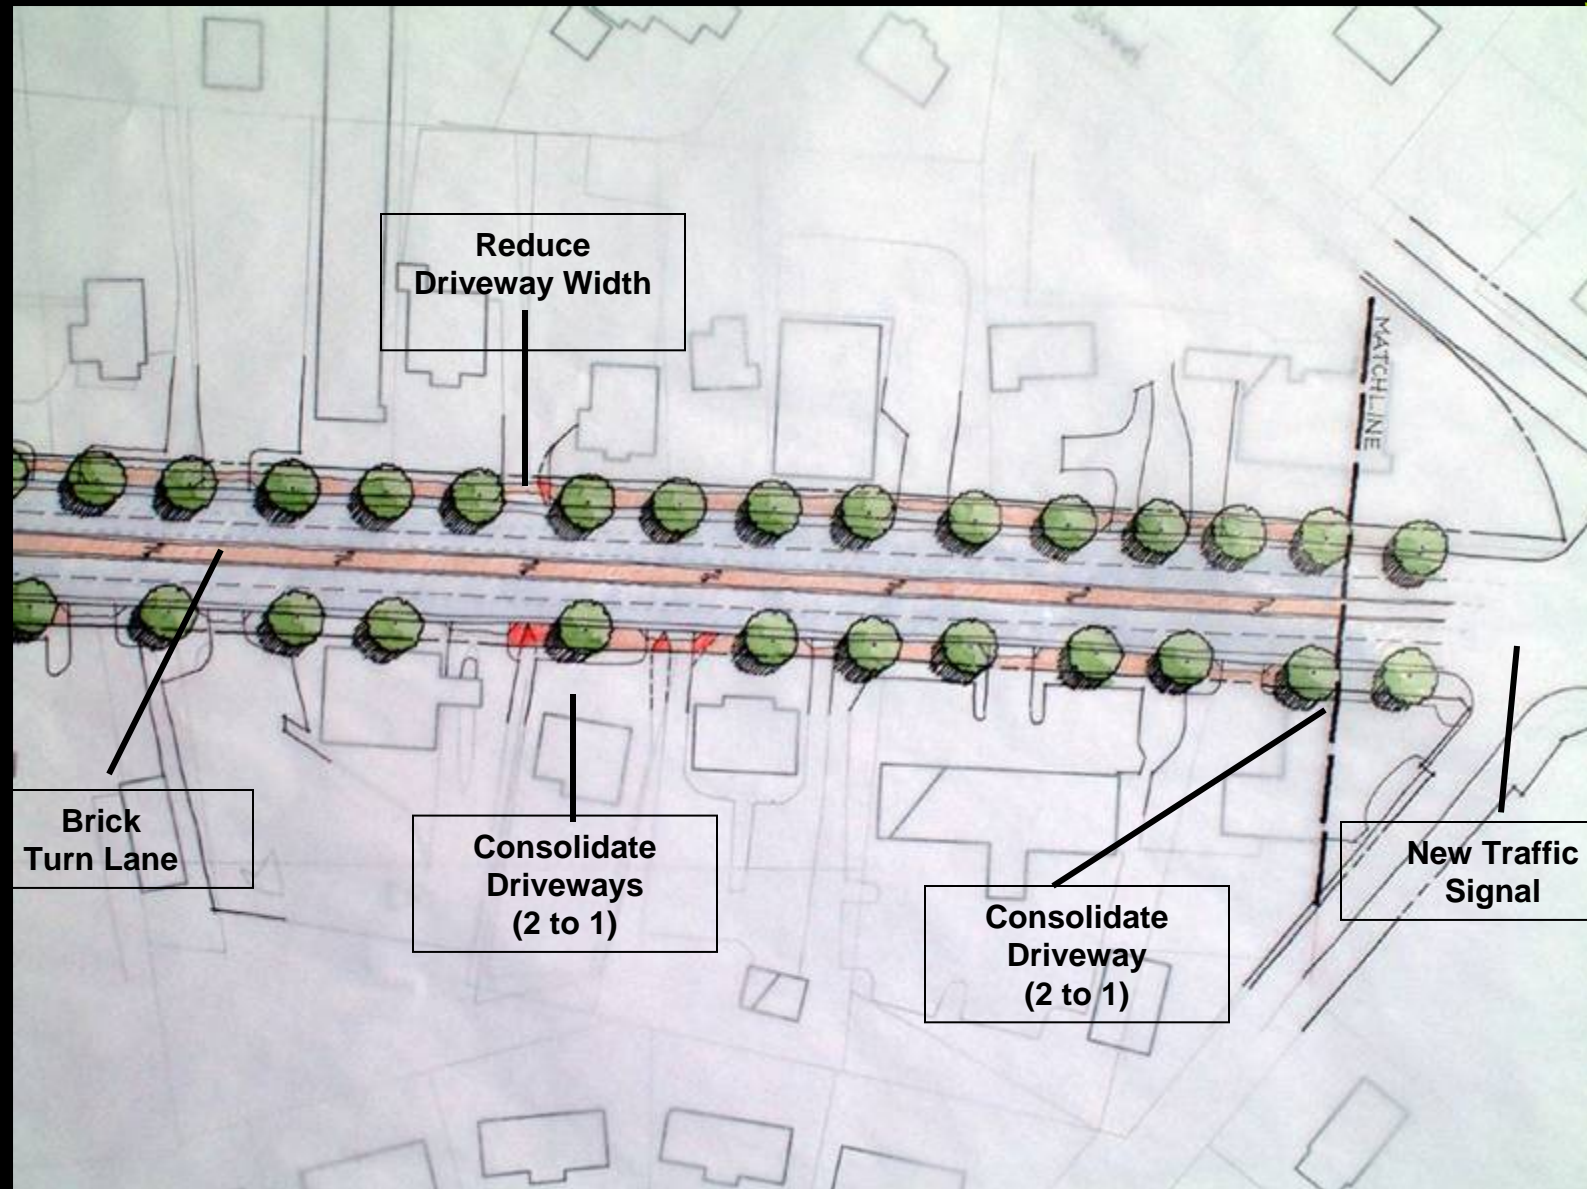 Street
Reduce
Driveway Width
MATCHLINE
Brick
Turn Lane
Consolidate
Driveways
(2 to 1)
Consolidate
Driveway
(2 to 1)
New Traffic
Signal